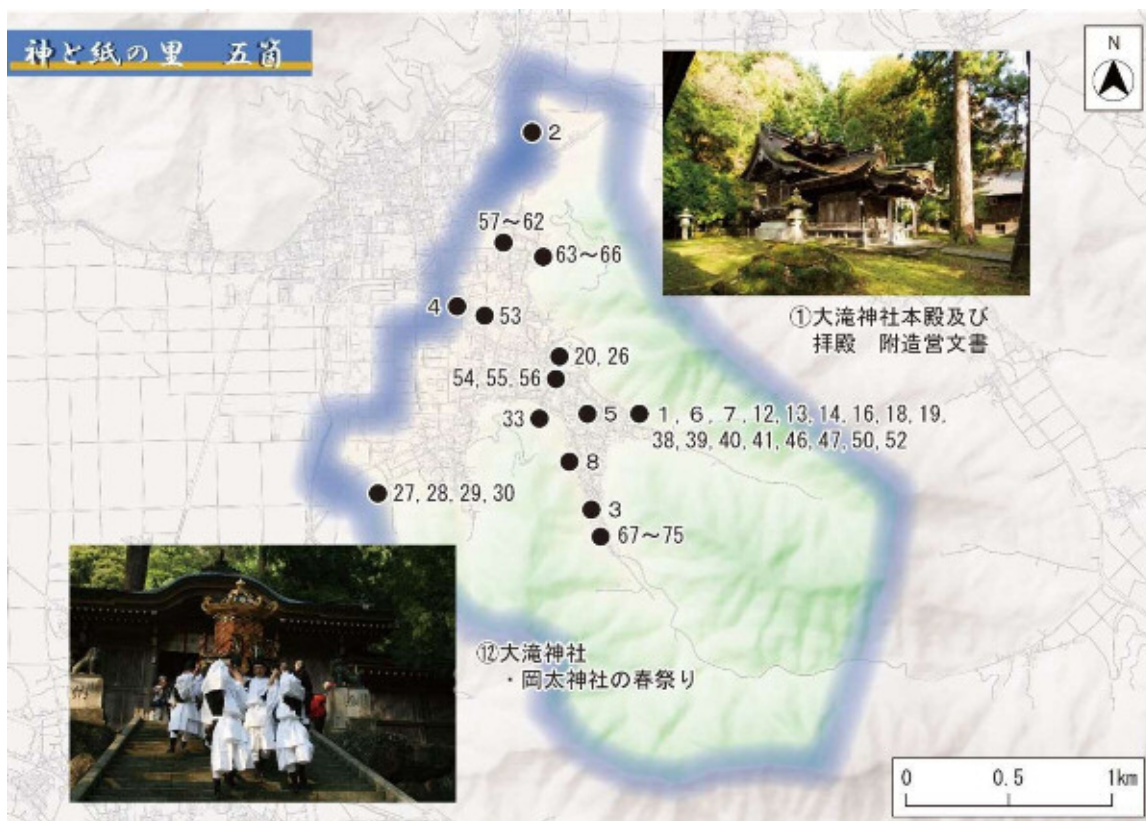 神と紙の里 五箇
N
2
57～62
63～66
4
53
①大滝神社本殿及び
拝殿 附造営文書
20, 26
54, 55, 56
33
5
1, 6, 7, 12, 13, 14, 16, 18, 19,
38, 39, 40, 41, 46, 47, 50, 52
8
27, 28, 29, 30
3
67～75
⑫大滝神社
・岡太神社の春祭り
0 0.5 1km